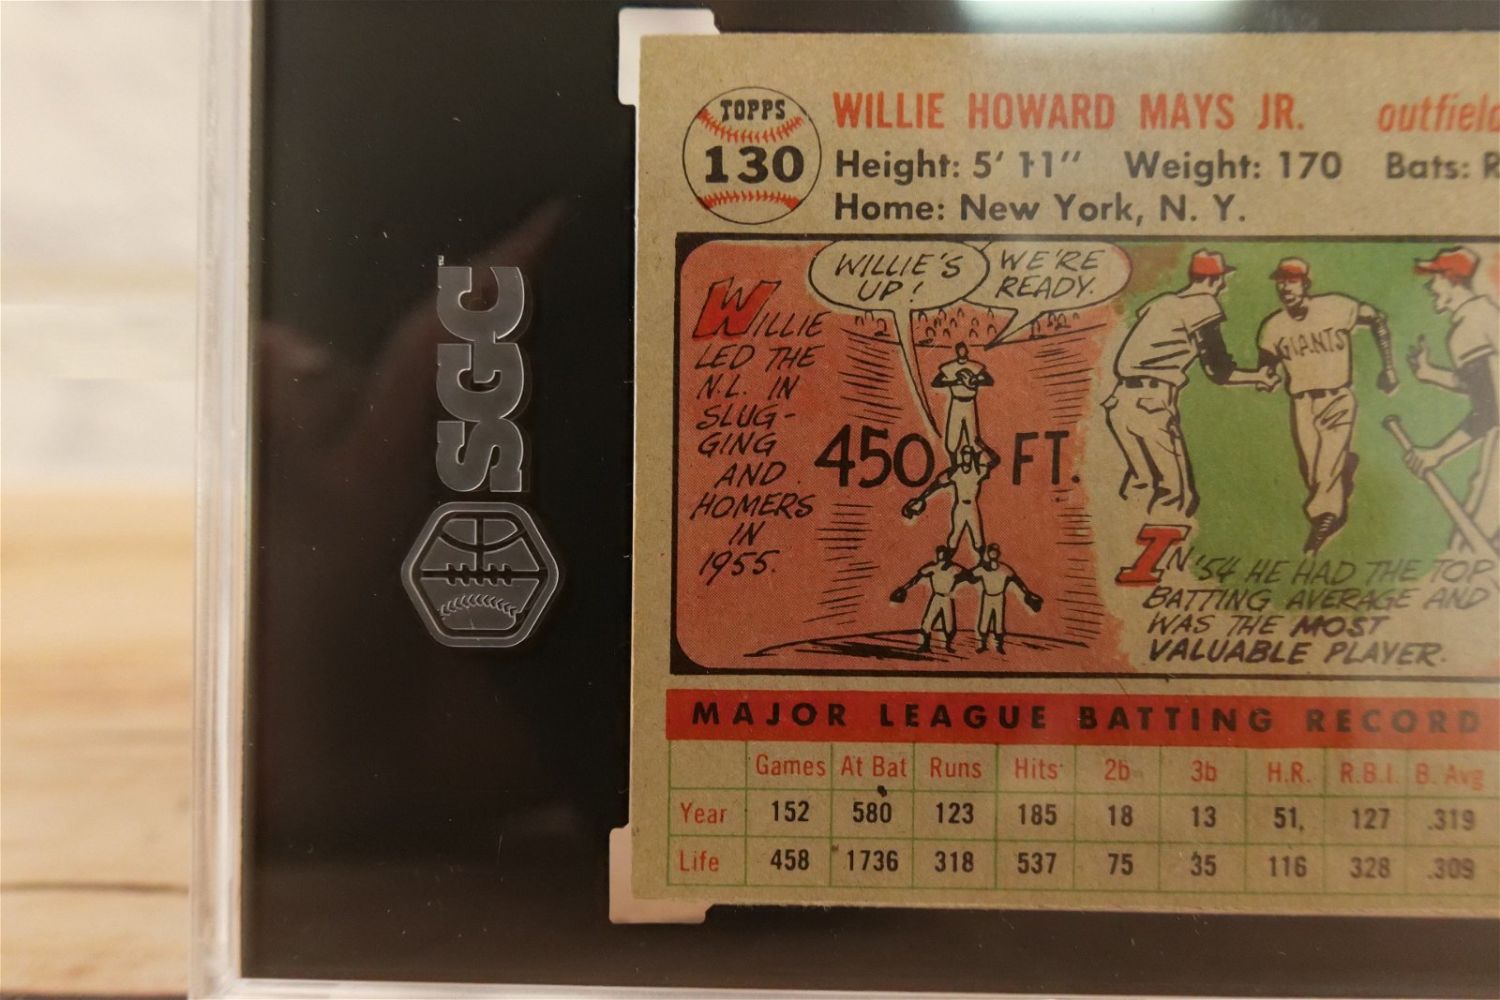 SGC
TOPPS
130
WILLIE HOWARD MAYS JR. outfield
Height: 5' 11" Weight: 170 Bats: R
Home: New York, N. Y.
WILLIE'S
UP!
WE'RE
READY.
WILLIE
LED THE
N.L. IN
SLUG-
GING
AND
HOMERS
IN
1955.
450 FT.
GIANTS
IN '54 HE HAD THE TOP
BATTING AVERAGE AND
WAS THE MOST
VALUABLE PLAYER.
MAJOR LEAGUE BATTING RECORD
Games At Bat Runs Hits 2b 3b H.R. R.B.I. B. Avg
Year 152 580 123 185 18 13 51, 127 .319
Life 458 1736 318 537 75 35 116 328 .309